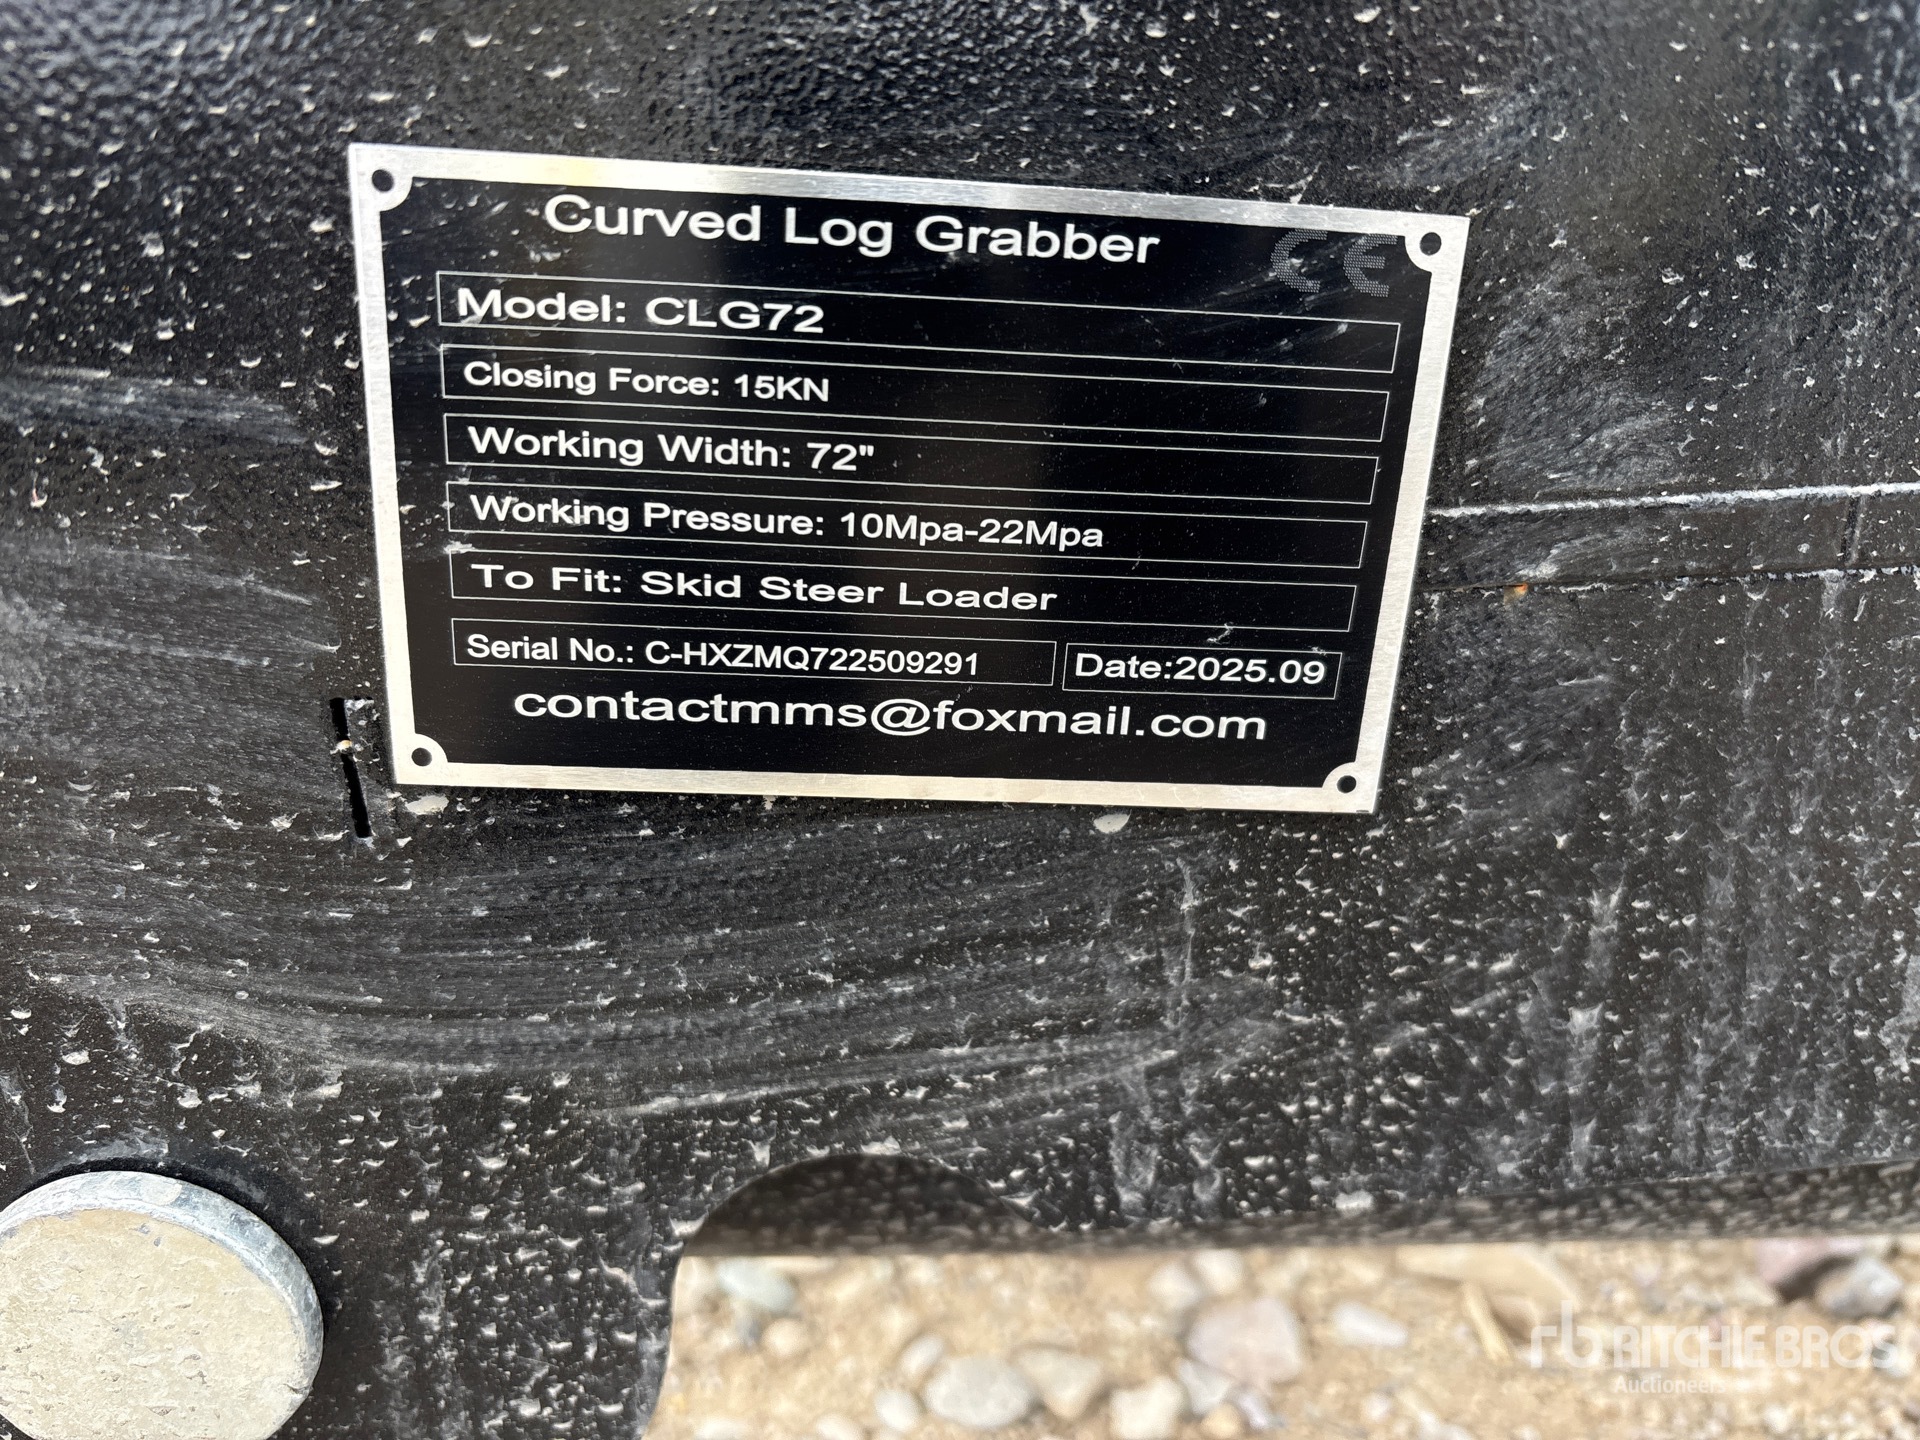 Curved Log Grabber
CE
Model: CLG72
Closing Force: 15KN
Working Width: 72"
Working Pressure: 10Mpa-22Mpa
To Fit: Skid Steer Loader
Serial No.: C-HXZMQ722509291 Date:2025.09
contactmms@foxmail.com
rb RITCHIE BROS
Auctioneers